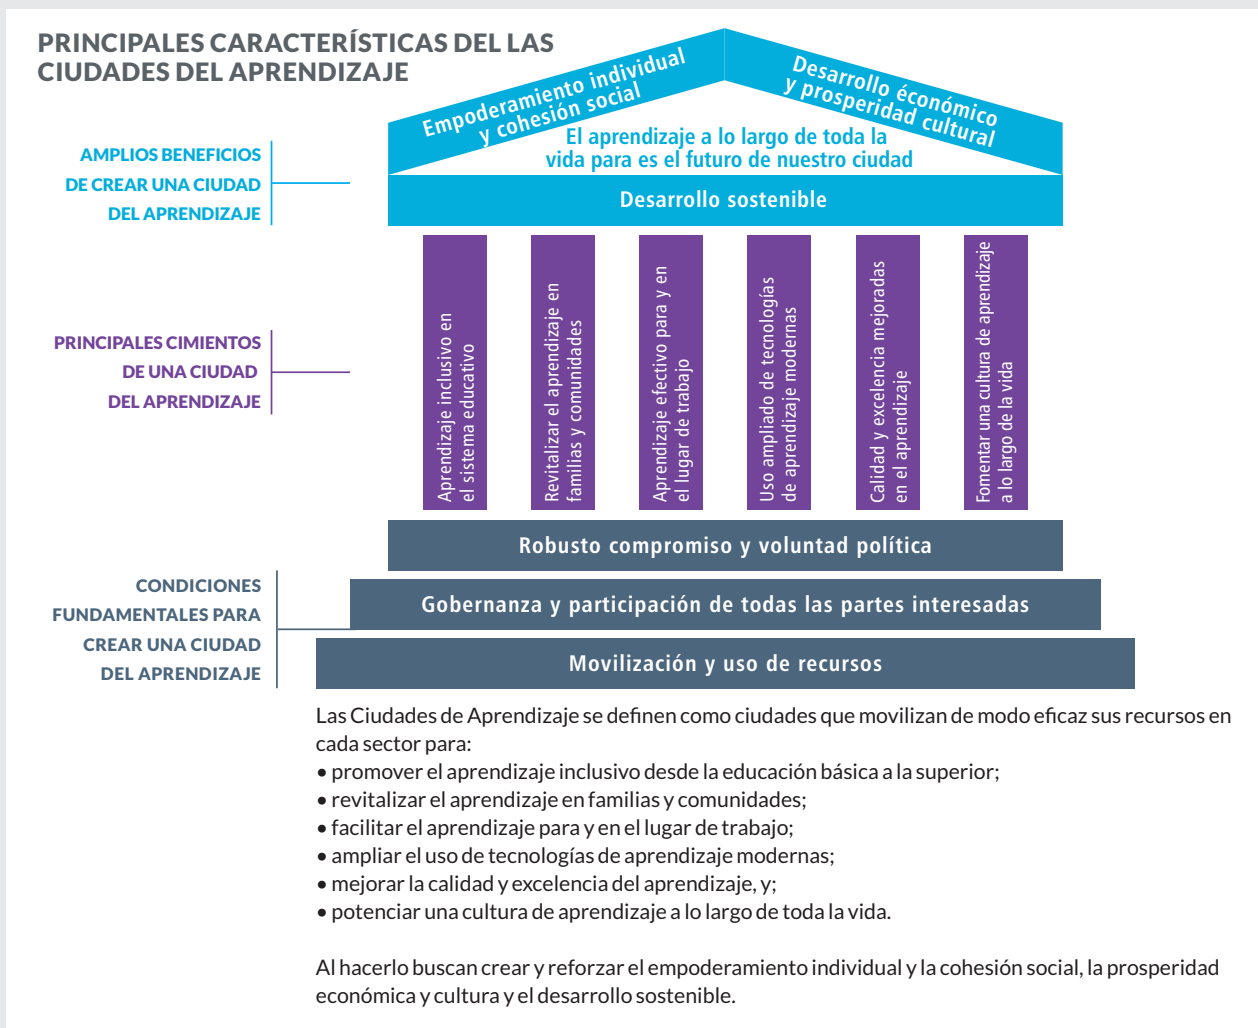 PRINCIPALES CARACTERÍSTICAS DEL LAS
CIUDADES DEL APRENDIZAJE
Empoderamiento individual
y cohesión social
Desarrollo éconómico
y prosperidad cultural
El aprendizaje a lo largo de toda la
vida para es el futuro de nuestro ciudad
AMPLIOS BENEFICIOS
DE CREAR UNA CIUDAD
DEL APRENDIZAJE
Desarrollo sostenible
PRINCIPALES CIMIENTOS
DE UNA CIUDAD
DEL APRENDIZAJE
Aprendizaje inclusivo en
el sistema educativo
Revitalizar el aprendizaje en
familias y comunidades
Aprendizaje efectivo para y en
el lugar de trabajo
Uso ampliado de tecnologías
de aprendizaje modernas
Calidad y excelencia mejoradas
en el aprendizaje
Fomentar una cultura de aprendizaje
a lo largo de la vida
CONDICIONES
FUNDAMENTALES PARA
CREAR UNA CIUDAD
DEL APRENDIZAJE
Robusto compromiso y voluntad política
Gobernanza y participación de todas las partes interesadas
Movilización y uso de recursos
Las Ciudades de Aprendizaje se definen como ciudades que movilizan de modo eficaz sus recursos en
cada sector para:
• promover el aprendizaje inclusivo desde la educación básica a la superior;
• revitalizar el aprendizaje en familias y comunidades;
• facilitar el aprendizaje para y en el lugar de trabajo;
• ampliar el uso de tecnologías de aprendizaje modernas;
• mejorar la calidad y excelencia del aprendizaje, y;
• potenciar una cultura de aprendizaje a lo largo de toda la vida.
Al hacerlo buscan crear y reforzar el empoderamiento individual y la cohesión social, la prosperidad
económica y cultura y el desarrollo sostenible.